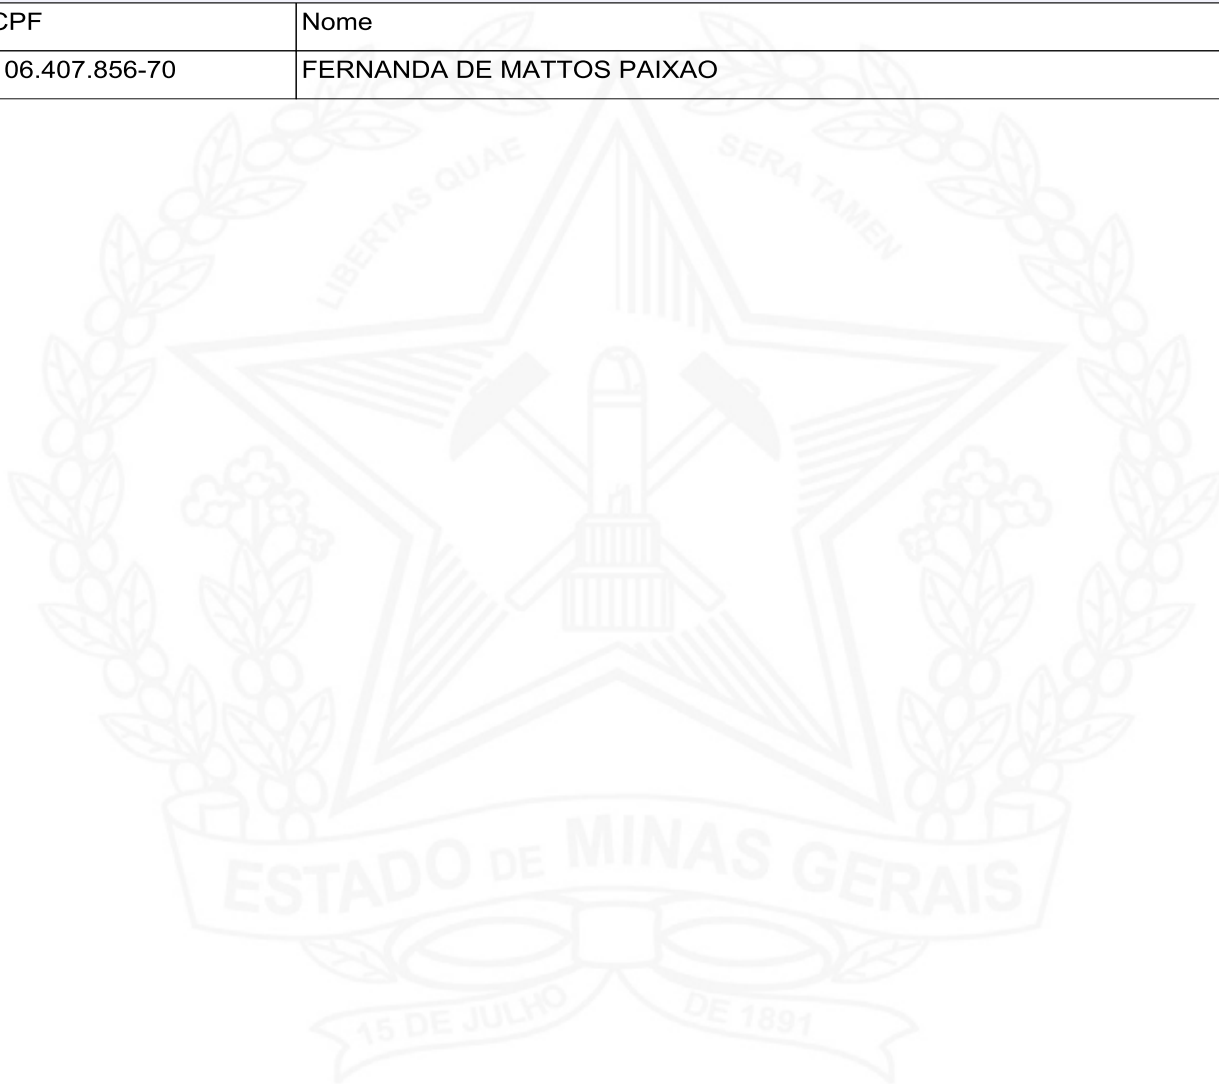 CPF Nome
06.407.856-70 FERNANDA DE MATTOS PAIXAO
LIBERTAS QUAE SERA TAMEN
ESTADO DE MINAS GERAIS
15 DE JULHO DE 1891